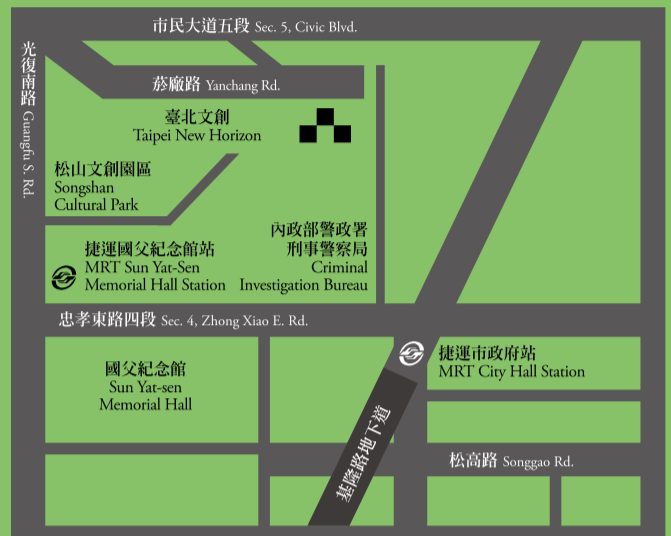 市民大道五段 Sec. 5, Civic Blvd.
光復南路 Guangfu S. Rd.
菸廠路 Yanchang Rd.
臺北文創
Taipei New Horizon
松山文創園區
Songshan
Cultural Park
內政部警政署
刑事警察局
Criminal
Investigation Bureau
捷運國父紀念館站
MRT Sun Yat-Sen
Memorial Hall Station
忠孝東路四段 Sec. 4, Zhong Xiao E. Rd.
捷運市政府站
MRT City Hall Station
國父紀念館
Sun Yat-sen
Memorial Hall
基隆路地下道
松高路 Songgao Rd.